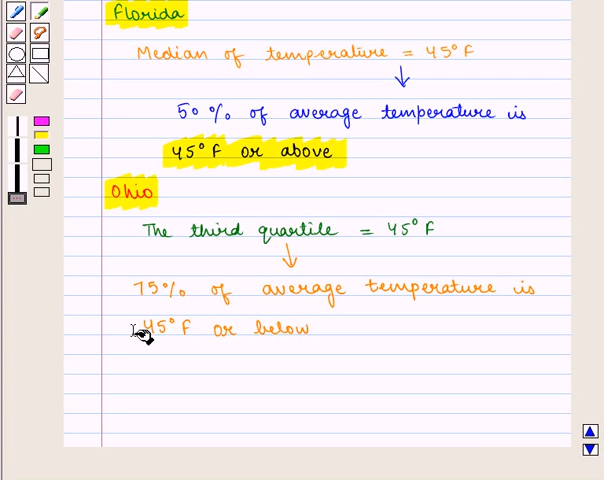 Florida
Median of temperature = 45°F
50% of average temperature is
45°F or above
Ohio
The third quartile = 45°F
75% of average temperature is
45°F or below